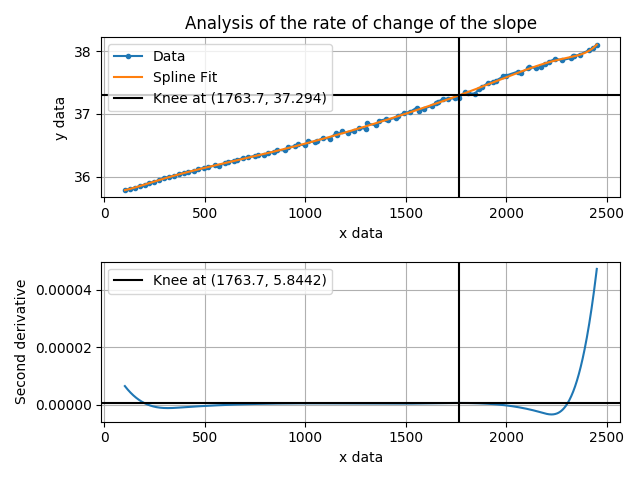 Analysis of the rate of change of the slope
38
37
36
y data
Data
Spline Fit
Knee at (1763.7, 37.294)
0 500 1000 1500 2000 2500
x data
0.00004
0.00002
0.00000
Second derivative
Knee at (1763.7, 5.8442)
0 500 1000 1500 2000 2500
x data